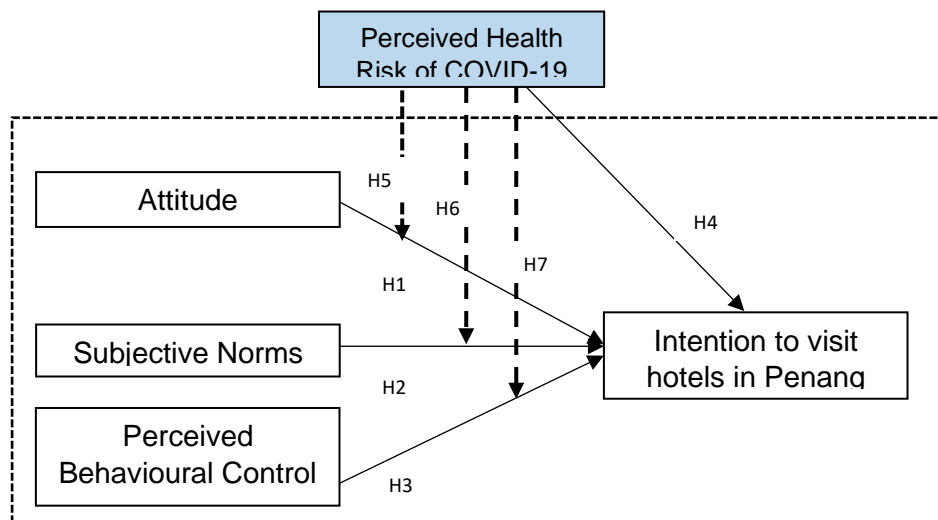 Perceived Health
Risk of COVID-19
H5
Attitude
H6
H4
H7
H1
Subjective Norms
Intention to visit
hotels in Penang
H2
Perceived
Behavioural Control
H3